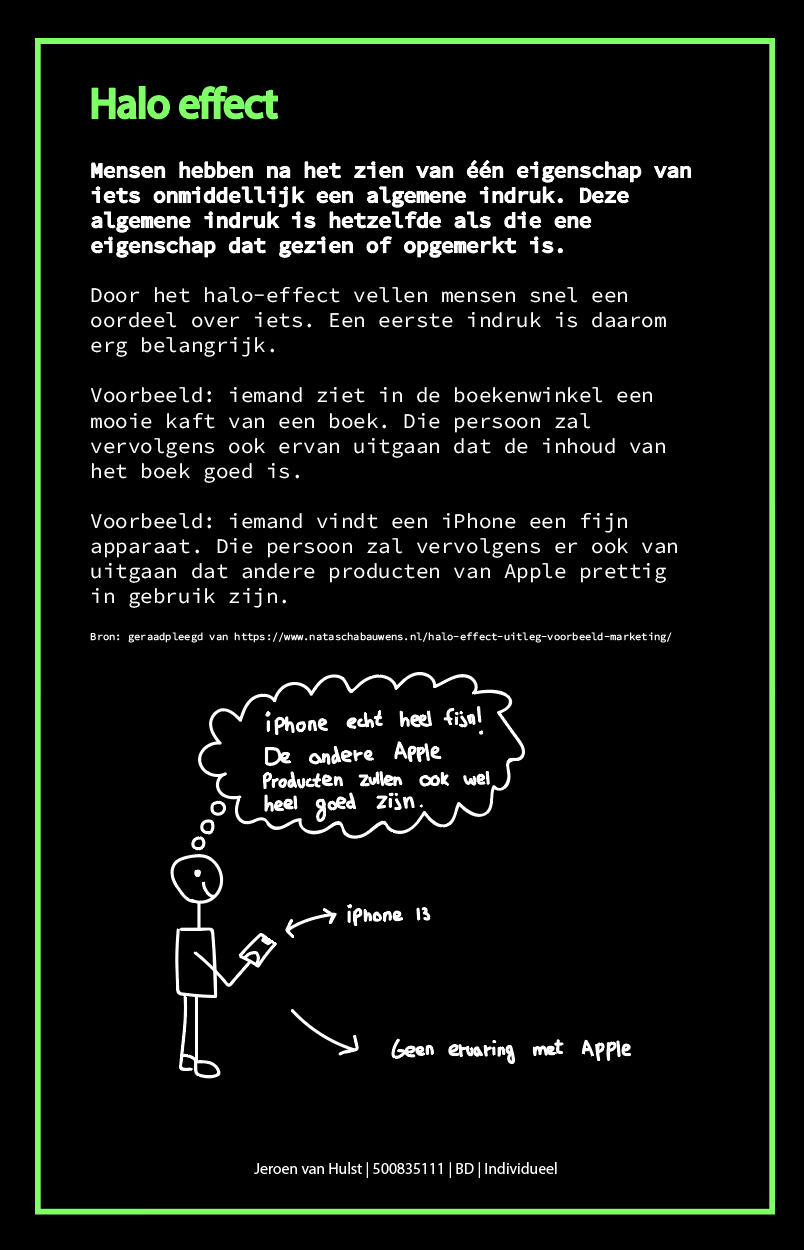 Halo effect
Mensen hebben na het zien van één eigenschap van
iets onmiddellijk een algemene indruk. Deze
algemene indruk is hetzelfde als die ene
eigenschap dat gezien of opgemerkt is.
Door het halo-effect vellen mensen snel een
oordeel over iets. Een eerste indruk is daarom
erg belangrijk.
Voorbeeld: iemand ziet in de boekenwinkel een
mooie kaft van een boek. Die persoon zal
vervolgens ook ervan uitgaan dat de inhoud van
het boek goed is.
Voorbeeld: iemand vindt een iPhone een fijn
apparaat. Die persoon zal vervolgens er ook van
uitgaan dat andere producten van Apple prettig
in gebruik zijn.
Bron: geraadpleegd van https://www.nataschabauwens.nl/halo-effect-uitleg-voorbeeld-marketing/
iPhone echt heel fijn!
De andere Apple
Producten zullen ook wel
heel goed zijn.
iphone 13
Geen ervaring met Apple
Jeroen van Hulst | 500835111 | BD | Individueel